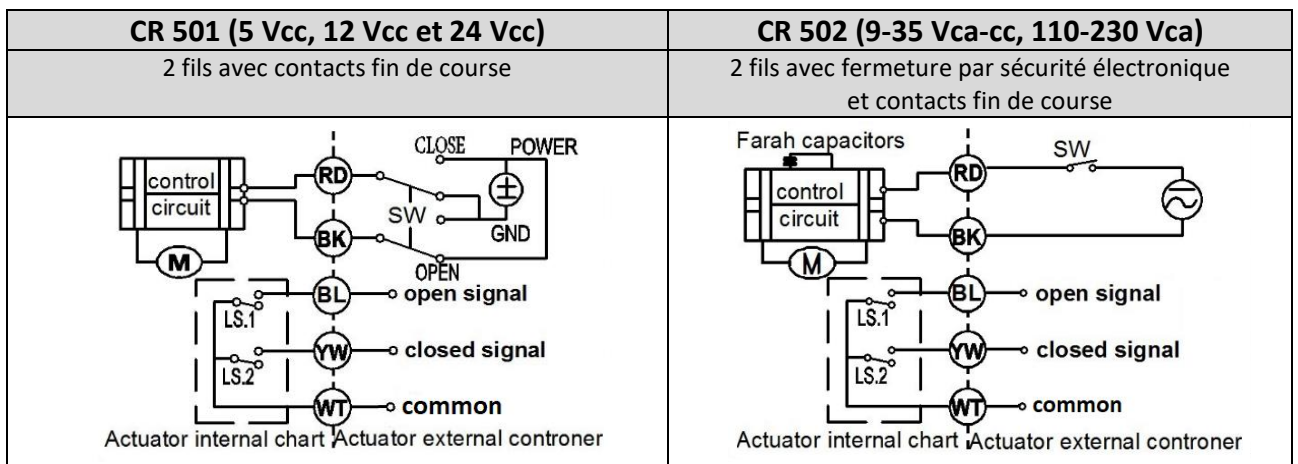 CR 501 (5 Vcc, 12 Vcc et 24 Vcc)
2 fils avec contacts fin de course
CLOSE
POWER
control
circuit
RD
SW
GND
BK
M
OPEN
BL
open signal
LS.1
YW
closed signal
LS.2
WT
common
Actuator internal chart
Actuator external controner
CR 502 (9-35 Vca-cc, 110-230 Vca)
2 fils avec fermeture par sécurité électronique
et contacts fin de course
Farah capacitors
SW
RD
control
circuit
BK
M
BL
open signal
LS.1
YW
closed signal
LS.2
WT
common
Actuator internal chart
Actuator external controner